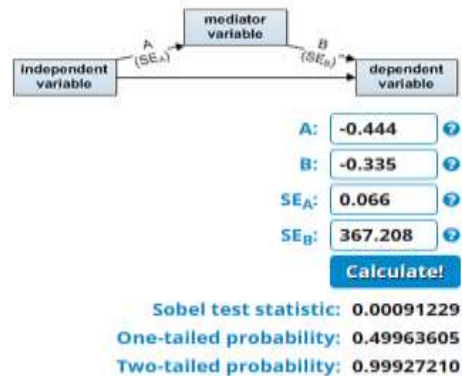 mediator
variable
A
(SEA)
B
(SEB)
independent
variable
dependent
variable
A: -0.444 ?
B: -0.335 ?
SEA: 0.066 ?
SEB: 367.208 ?
Calculate!
Sobel test statistic: 0.00091229
One-tailed probability: 0.49963605
Two-tailed probability: 0.99927210